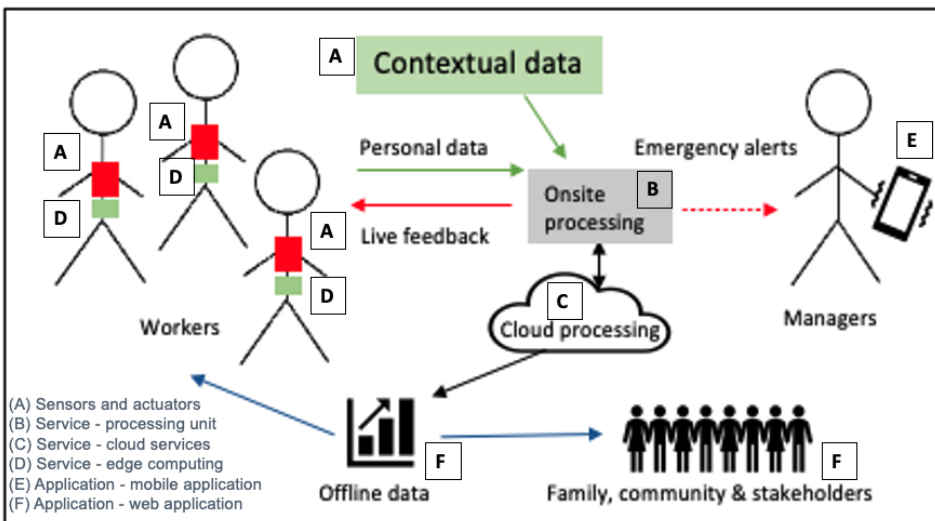 A Contextual data
A
A
A
D
D
D
Personal data
Live feedback
Onsite
processing
B
Emergency alerts
E
Workers
C
Cloud processing
Managers
(A) Sensors and actuators
(B) Service - processing unit
(C) Service - cloud services
(D) Service - edge computing
(E) Application - mobile application
(F) Application - web application
F
Offline data
F
Family, community & stakeholders